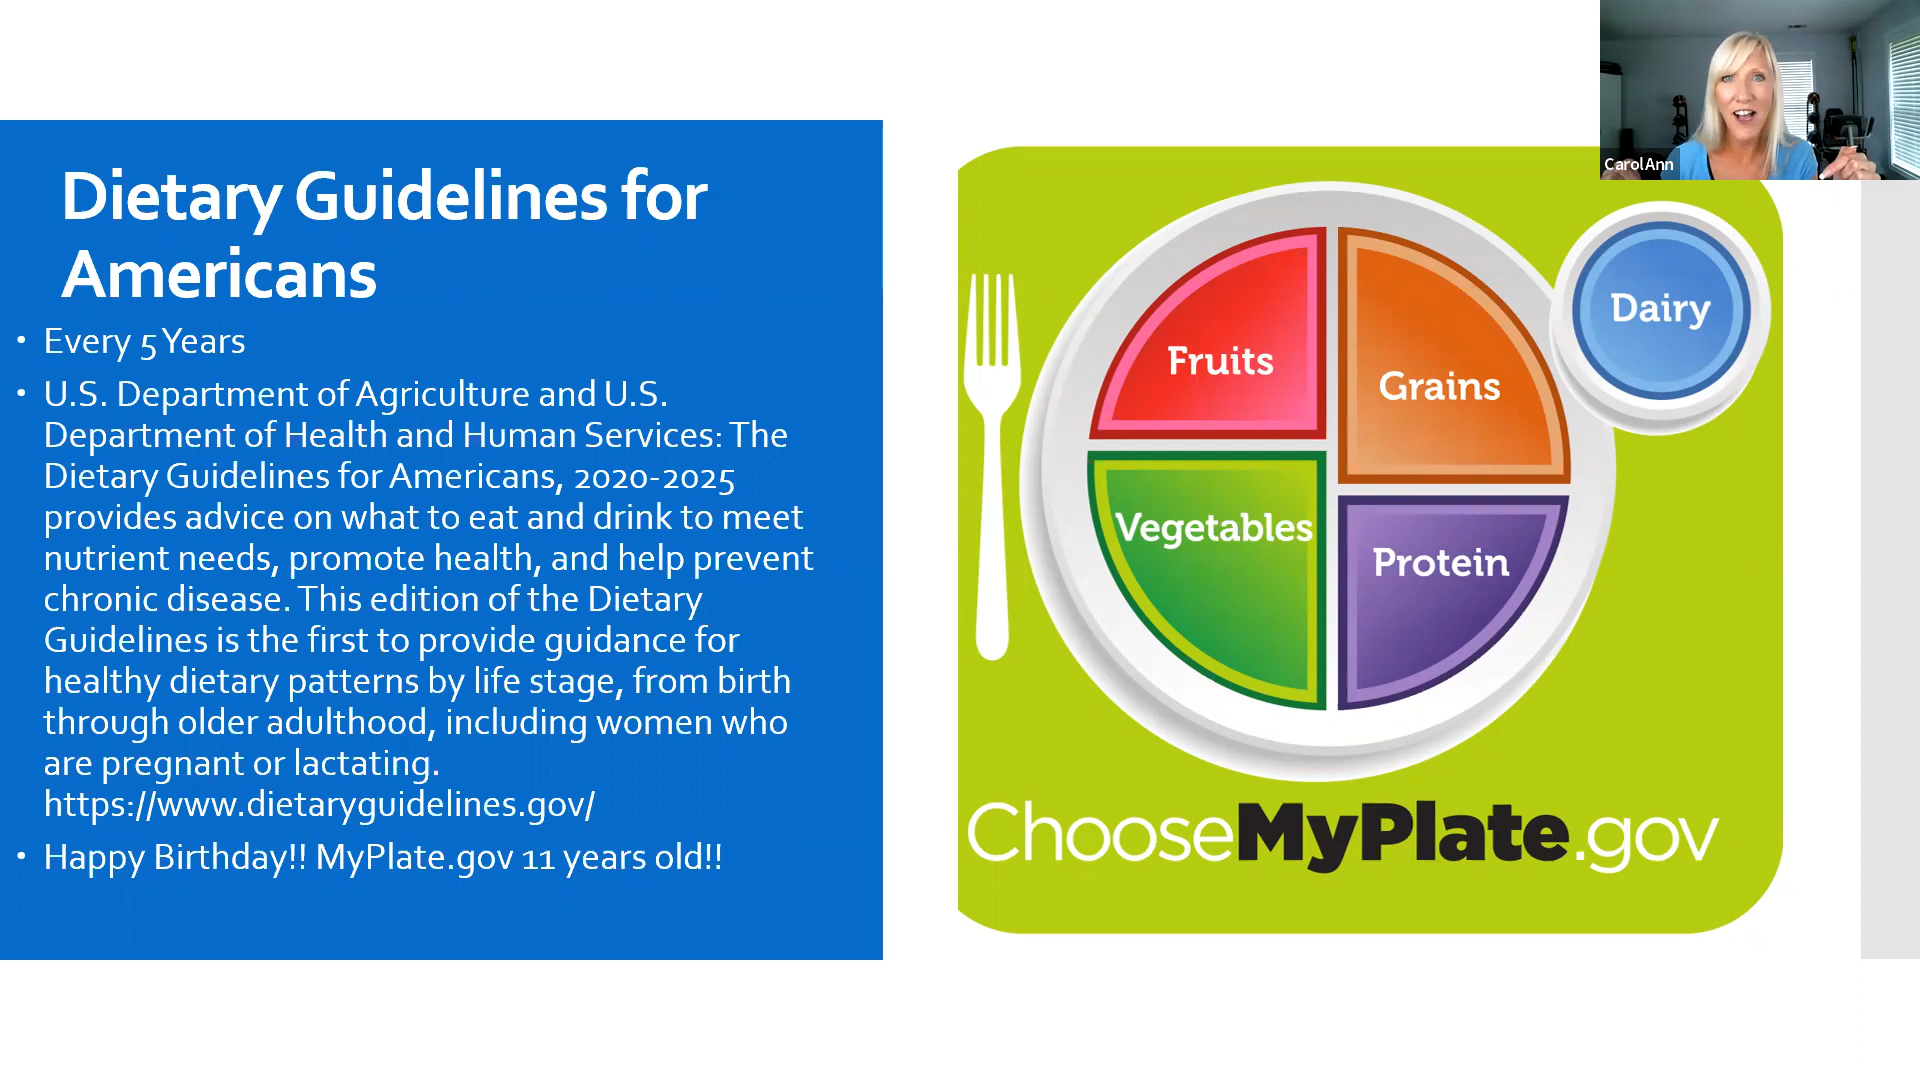 CarolAnn
Dietary Guidelines for
Americans
• Every 5 Years
• U.S. Department of Agriculture and U.S.
Department of Health and Human Services: The
Dietary Guidelines for Americans, 2020-2025
provides advice on what to eat and drink to meet
nutrient needs, promote health, and help prevent
chronic disease. This edition of the Dietary
Guidelines is the first to provide guidance for
healthy dietary patterns by life stage, from birth
through older adulthood, including women who
are pregnant or lactating.
https://www.dietaryguidelines.gov/
• Happy Birthday!! MyPlate.gov 11 years old!!
Fruits
Grains
Dairy
Vegetables
Protein
ChooseMyPlate.gov